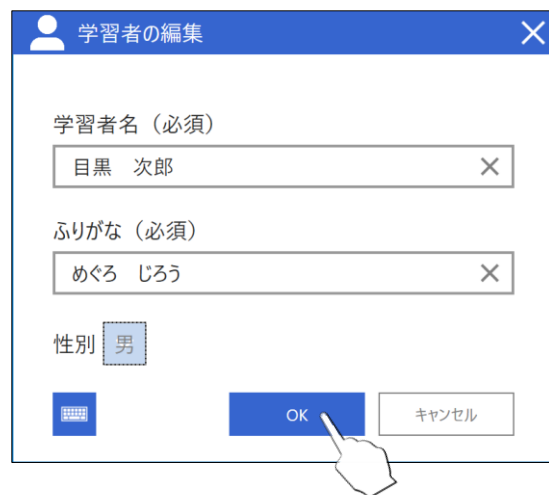 学習者の編集
学習者名（必須）
目黒　次郎
ふりがな（必須）
めぐろ　じろう
性別 男
OK キャンセル